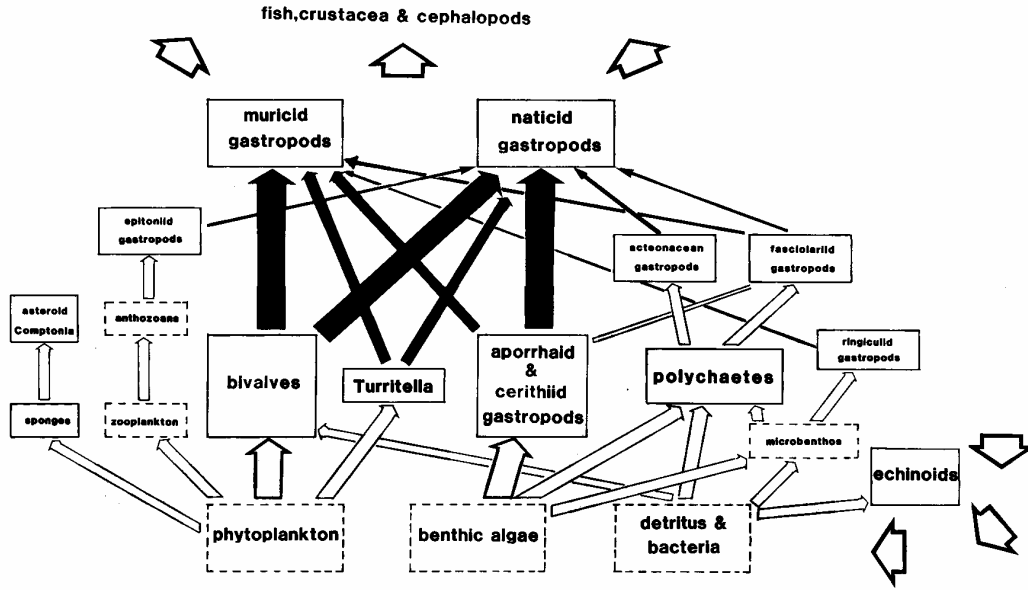 fish,crustacea & cephalopods
muricid
gastropods
naticid
gastropods
epitoniid
gastropods
acteonacean
gastropods
fasciolariid
gastropods
asteroid
Comptonia
anthozoans
bivalves
Turritella
aporrhaid
&
cerithiid
gastropods
polychaetes
ringiculid
gastropods
sponges
zooplankton
microbenthos
echinoids
phytoplankton
benthic algae
detritus &
bacteria